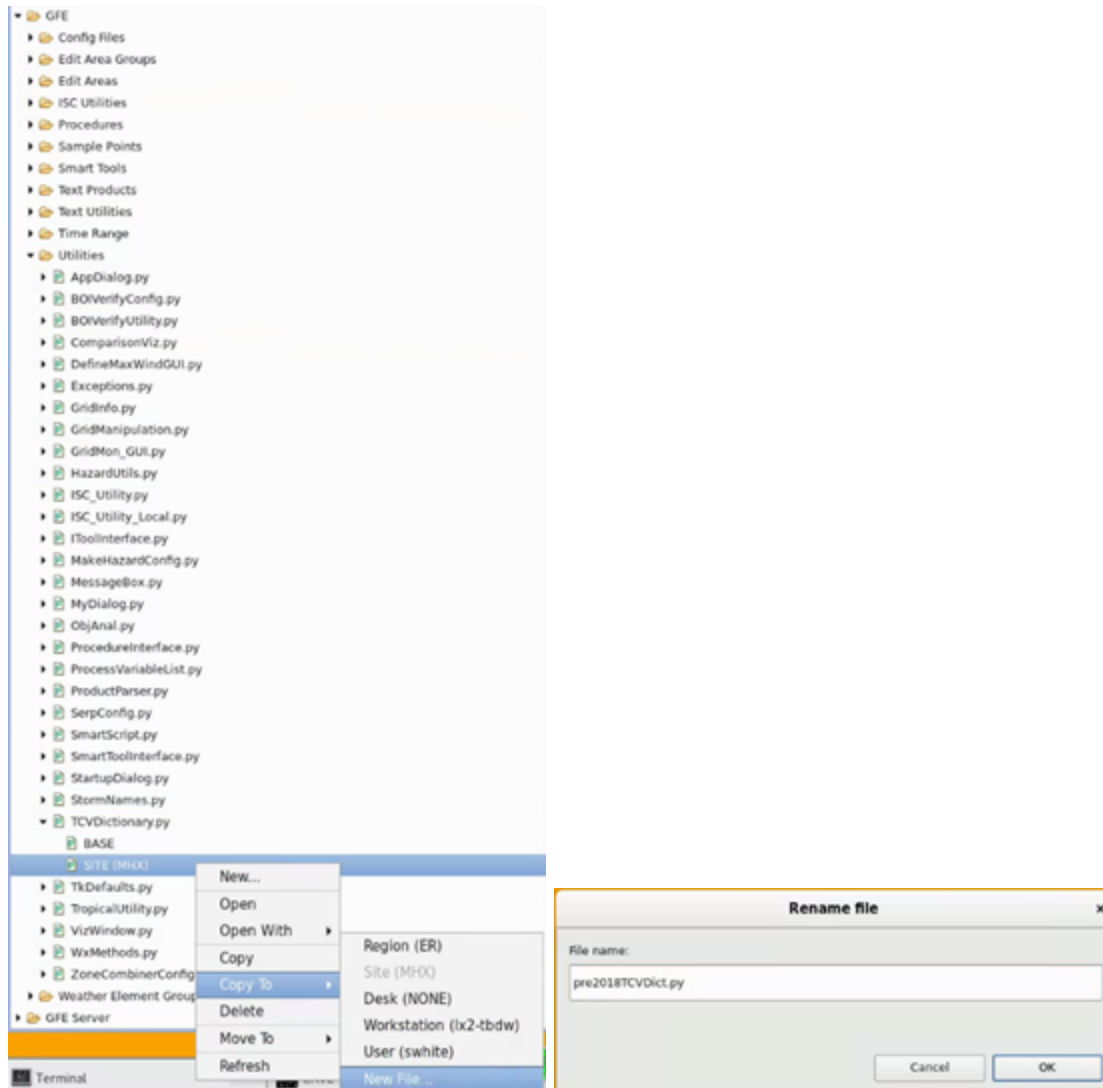 GFE
Config Files
Edit Area Groups
Edit Areas
ISC Utilities
Procedures
Sample Points
Smart Tools
Text Products
Text Utilities
Time Range
Utilities
AppDialog.py
BOIVerifyConfig.py
BOIVerifyUtility.py
ComparisonViz.py
DefineMaxWindGUI.py
Exceptions.py
GridInfo.py
GridManipulation.py
GridMon_GUI.py
HazardUtils.py
ISC_Utility.py
ISC_Utility_Local.py
IToolInterface.py
MakeHazardConfig.py
MessageBox.py
MyDialog.py
ObjAnal.py
ProcedureInterface.py
ProcessVariableList.py
ProductParser.py
SerpConfig.py
SmartScript.py
SmartToolInterface.py
StartupDialog.py
StormNames.py
TCVDictionary.py
BASE
SITE (MHX)
TkDefaults.py
TropicalUtility.py
VizWindow.py
WxMethods.py
ZoneCombinerConfig
Weather Element Group
GFE Server
Terminal
New...
Open
Open With
Copy
Copy To
Delete
Move To
Refresh
Region (ER)
Site (MHX)
Desk (NONE)
Workstation (lx2-tbdw)
User (swhite)
New File...
Rename file
File name:
pre2018TCVDict.py
Cancel OK